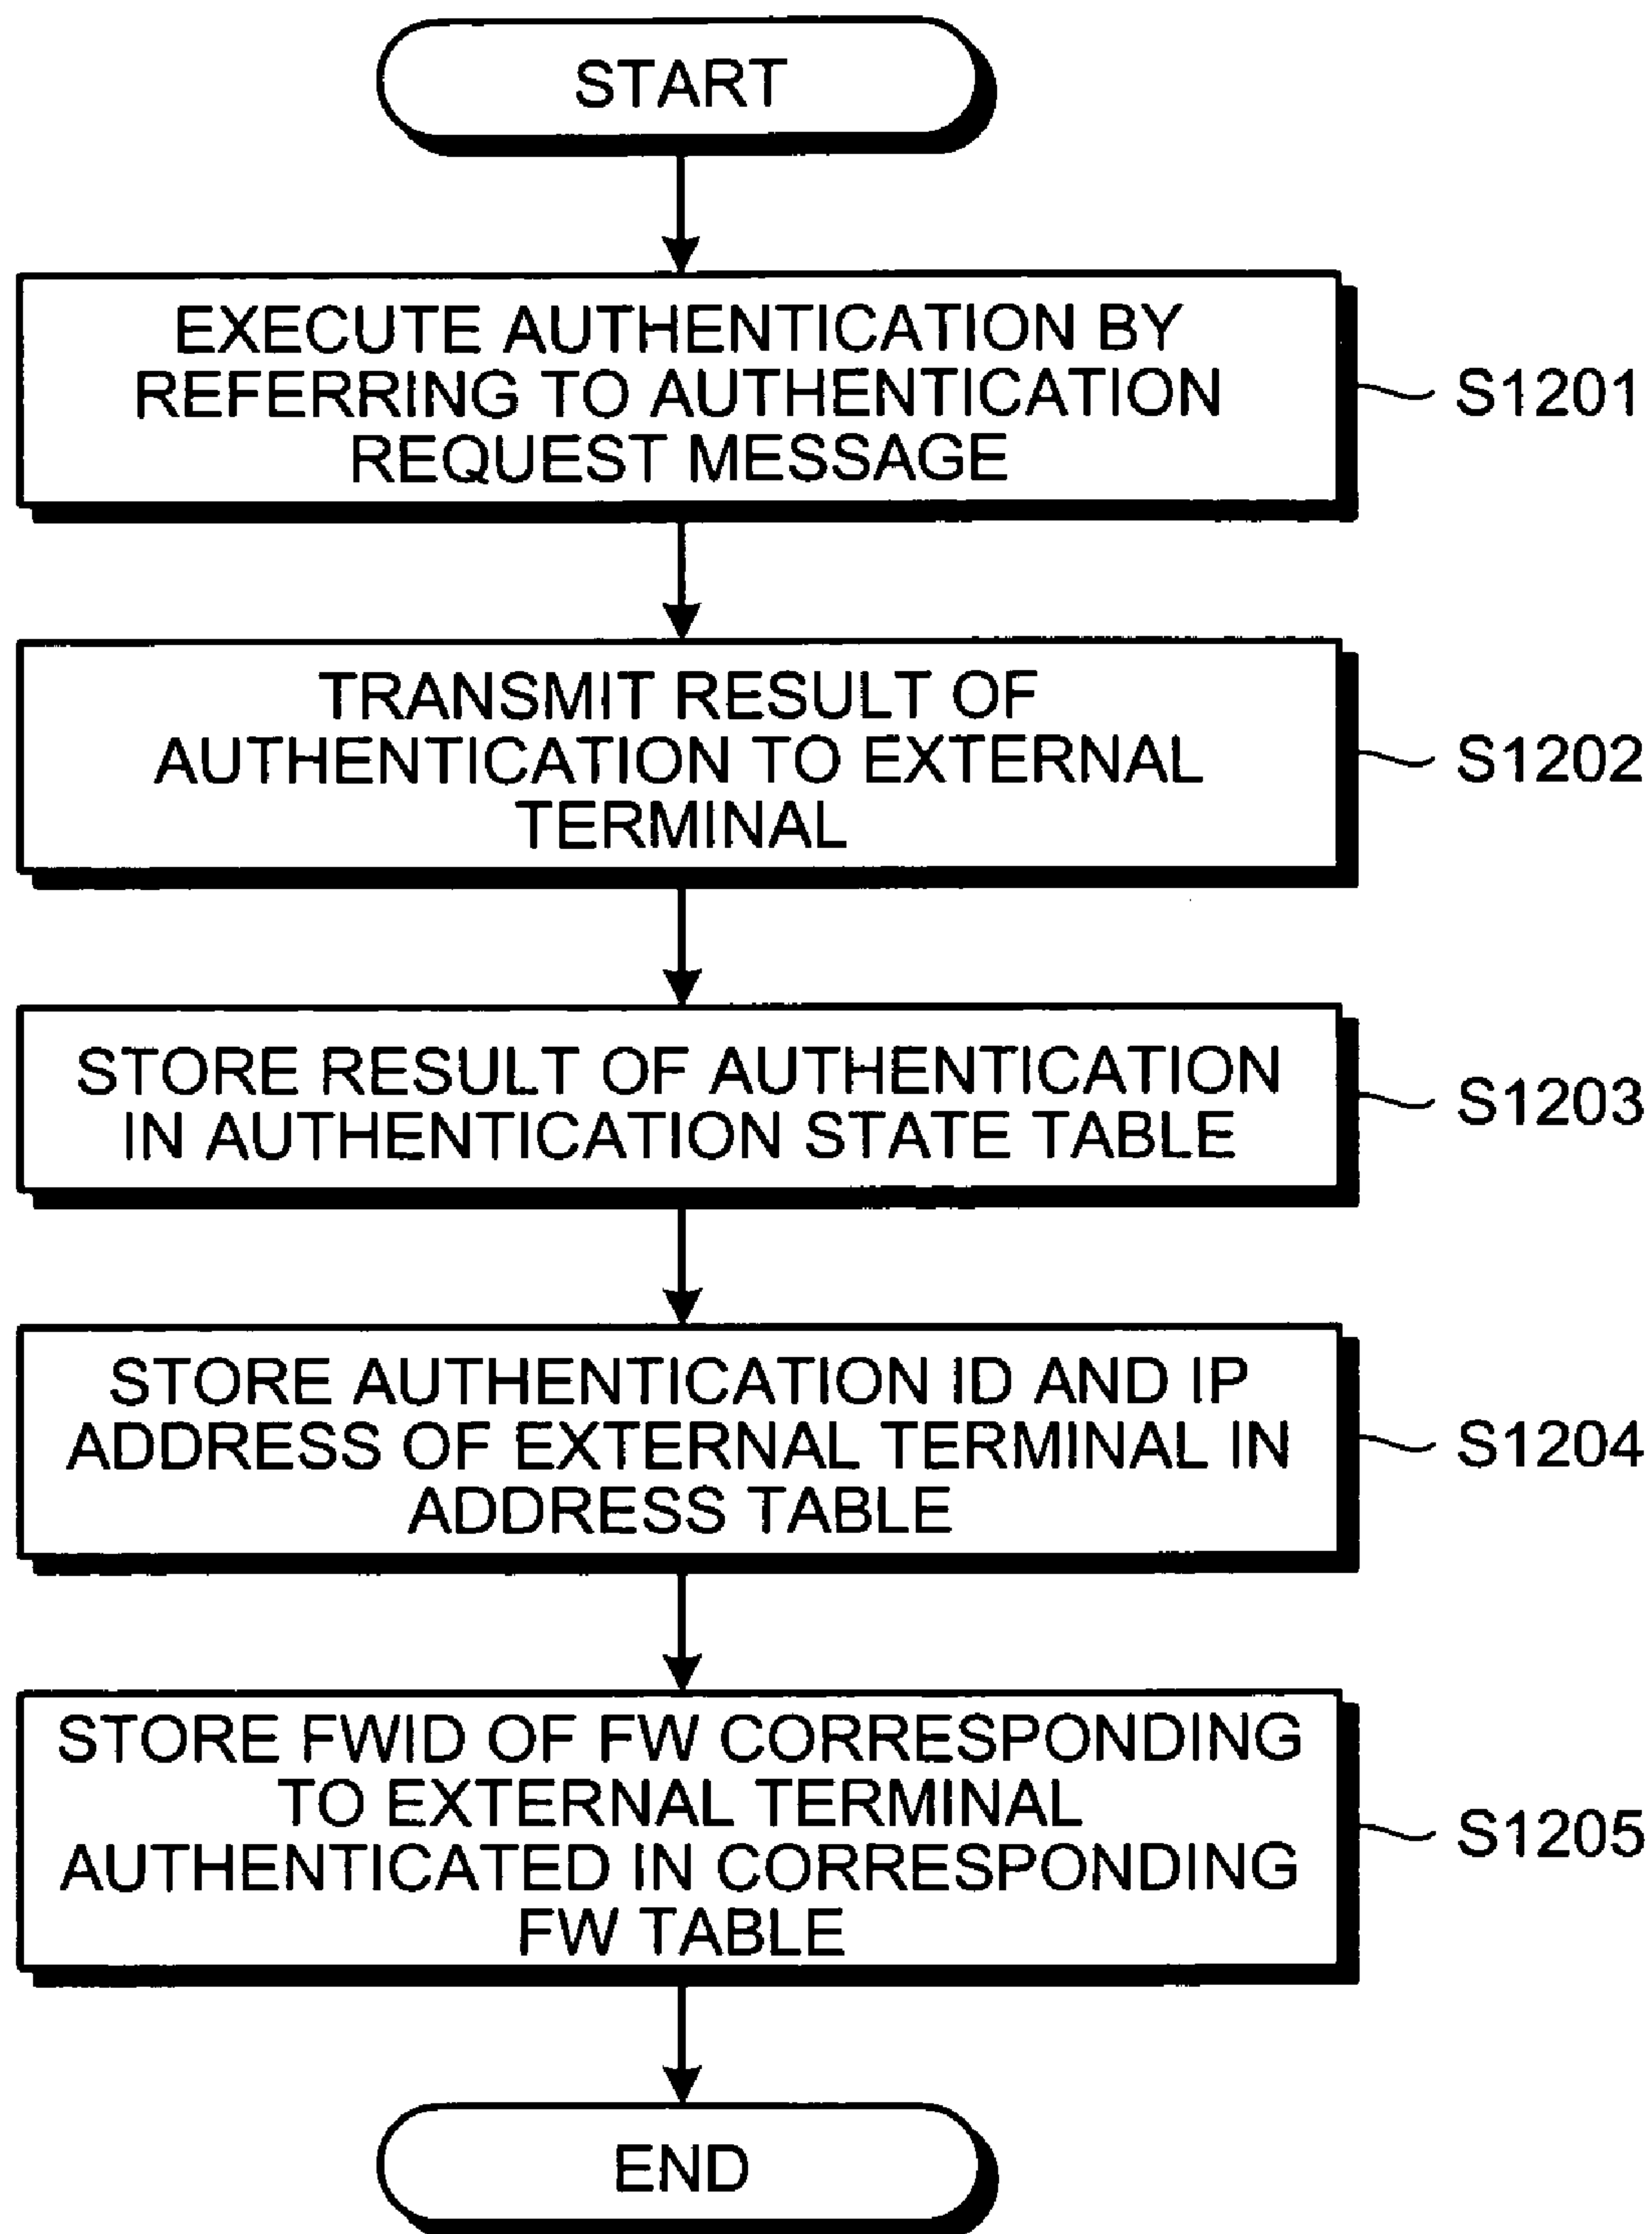 START
EXECUTE AUTHENTICATION BY
REFERRING TO AUTHENTICATION
REQUEST MESSAGE
S1201
TRANSMIT RESULT OF
AUTHENTICATION TO EXTERNAL
TERMINAL
S1202
STORE RESULT OF AUTHENTICATION
IN AUTHENTICATION STATE TABLE
S1203
STORE AUTHENTICATION ID AND IP
ADDRESS OF EXTERNAL TERMINAL IN
ADDRESS TABLE
S1204
STORE FWID OF FW CORRESPONDING
TO EXTERNAL TERMINAL
AUTHENTICATED IN CORRESPONDING
FW TABLE
S1205
END